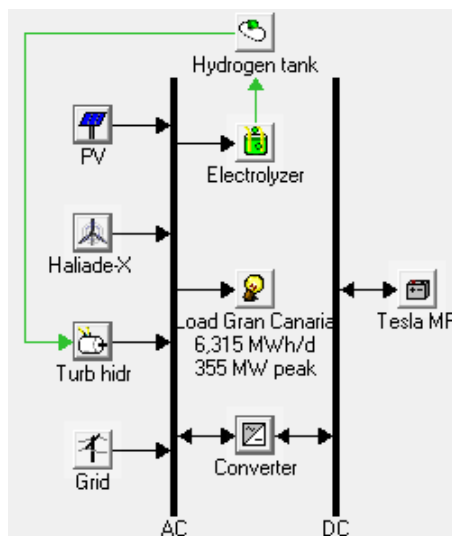 Hydrogen tank
PV
Electrolyzer
Haliade-X
Load Gran Canaria
6,315 MWh/d
355 MW peak
Tesla MP
Turb hidr
Converter
Grid
AC
DC